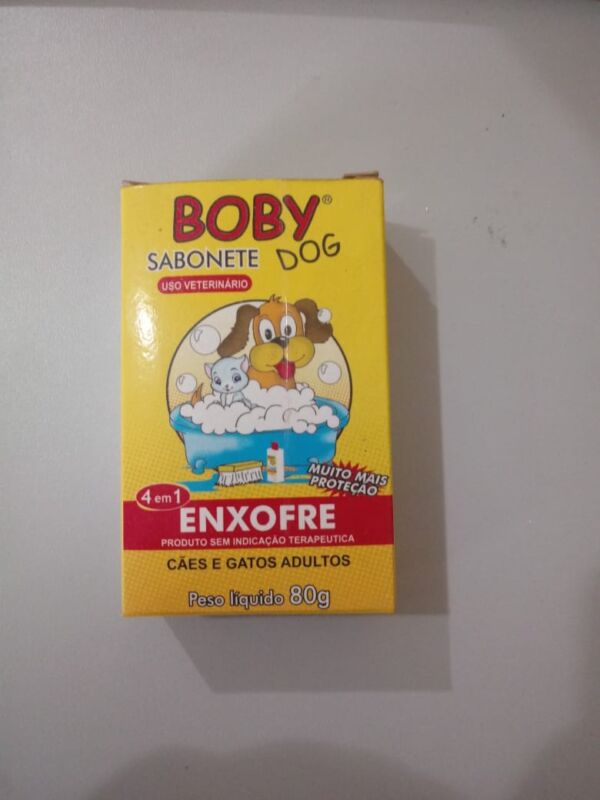 BOBY®
SABONETE DOG
USO VETERINÁRIO
MUITO MAIS
PROTEÇÃO
4 em 1
ENXOFRE
PRODUTO SEM INDICAÇÃO TERAPEUTICA
CÃES E GATOS ADULTOS
Peso líquido 80g